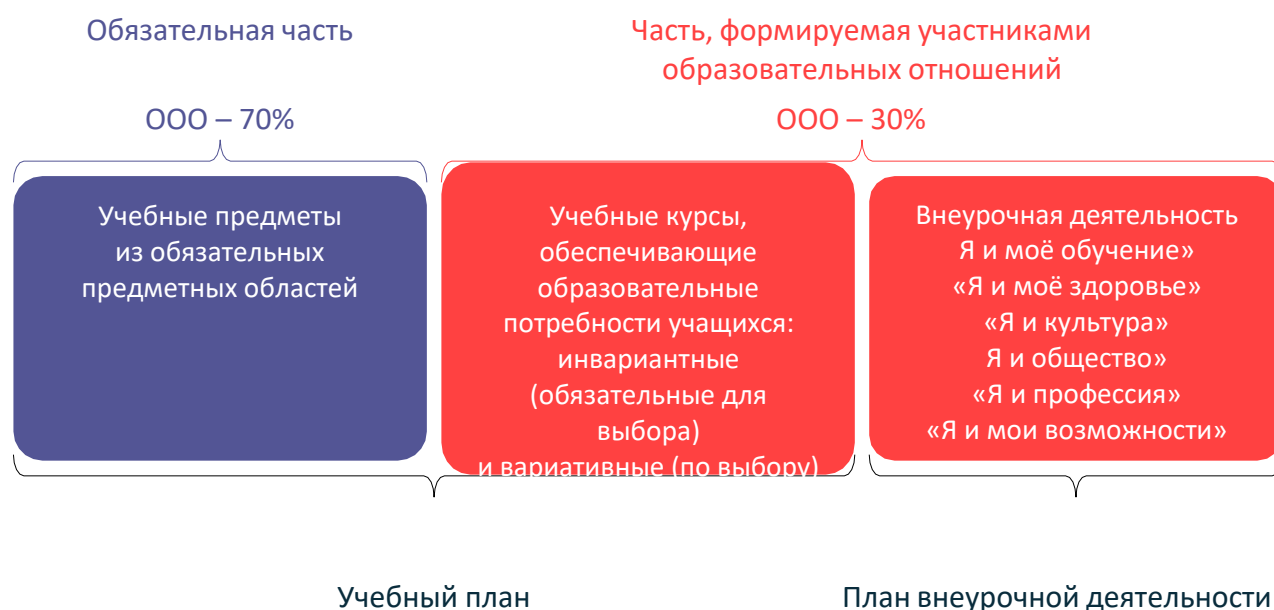 Обязательная часть
ООО – 70%
Часть, формируемая участниками
образовательных отношений
ООО – 30%
Учебные предметы
из обязательных
предметных областей
Учебные курсы,
обеспечивающие
образовательные
потребности учащихся:
инвариантные
(обязательные для
выбора)
и вариативные (по выбору)
Внеурочная деятельность
Я и моё обучение»
«Я и моё здоровье»
«Я и культура»
Я и общество»
«Я и профессия»
«Я и мои возможности»
Учебный план
План внеурочной деятельности